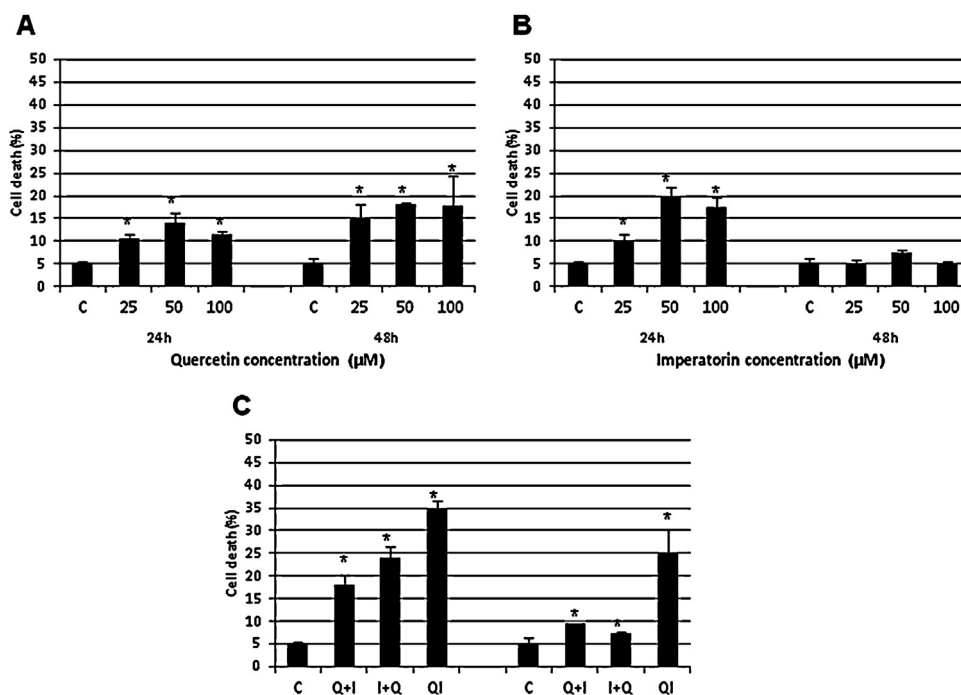 A
50
45
40
35
30
25
20
15
10
5
0
Cell death (%)
* * * * * *
C 25 50 100 C 25 50 100
24h 48h
Quercetin concentration (µM)
B
50
45
40
35
30
25
20
15
10
5
0
Cell death (%)
* * *
C 25 50 100 C 25 50 100
24h 48h
Imperatorin concentration (µM)
C
50
45
40
35
30
25
20
15
10
5
0
Cell death (%)
* * * * * *
C Q+I I+Q QI C Q+I I+Q QI